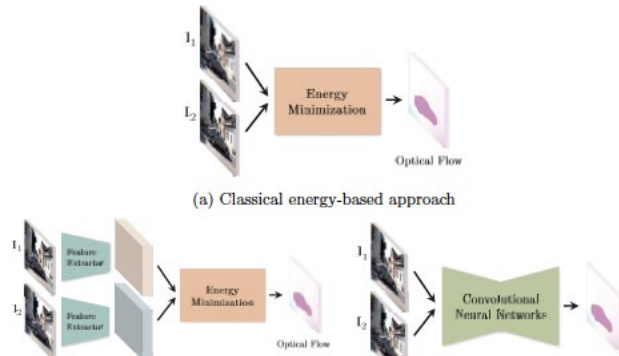 I₁
Energy
Minimization
I₂
Optical Flow
(a) Classical energy-based approach
I₁
Feature
Extractor
Energy
Minimization
I₂
Feature
Extractor
Optical Flow
I₁
Convolutional
Neural Networks
I₂